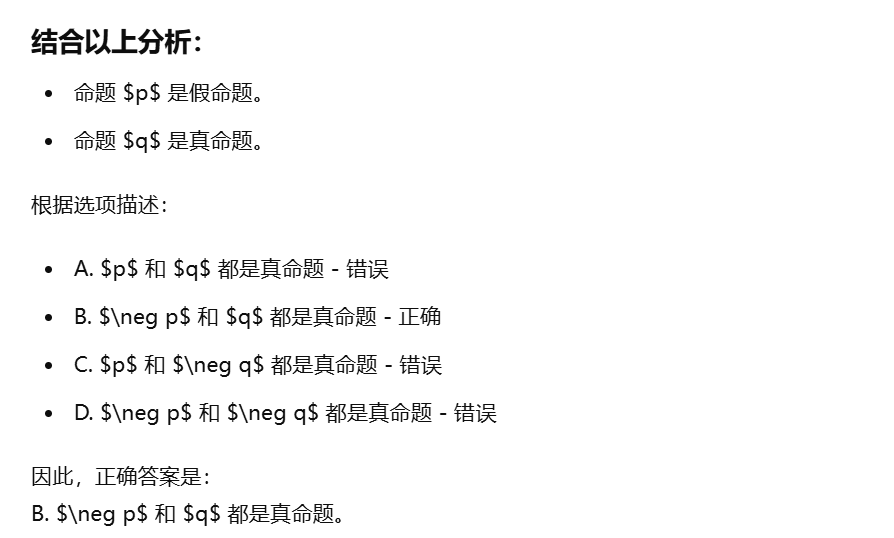 结合以上分析：
• 命题 $p$ 是假命题。
• 命题 $q$ 是真命题。
根据选项描述：
• A. $p$ 和 $q$ 都是真命题 - 错误
• B. $\neg p$ 和 $q$ 都是真命题 - 正确
• C. $p$ 和 $\neg q$ 都是真命题 - 错误
• D. $\neg p$ 和 $\neg q$ 都是真命题 - 错误
因此，正确答案是：
B. $\neg p$ 和 $q$ 都是真命题。